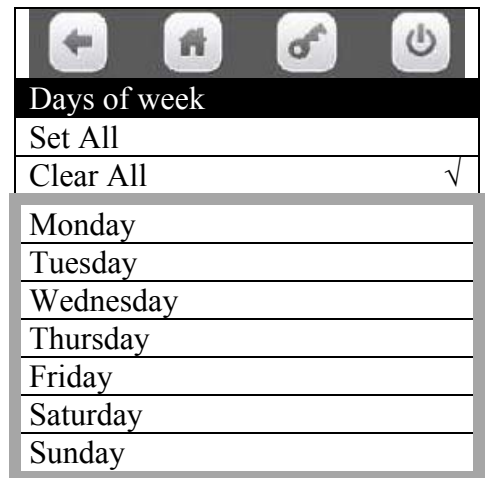 Days of week
Set All
Clear All √
Monday
Tuesday
Wednesday
Thursday
Friday
Saturday
Sunday